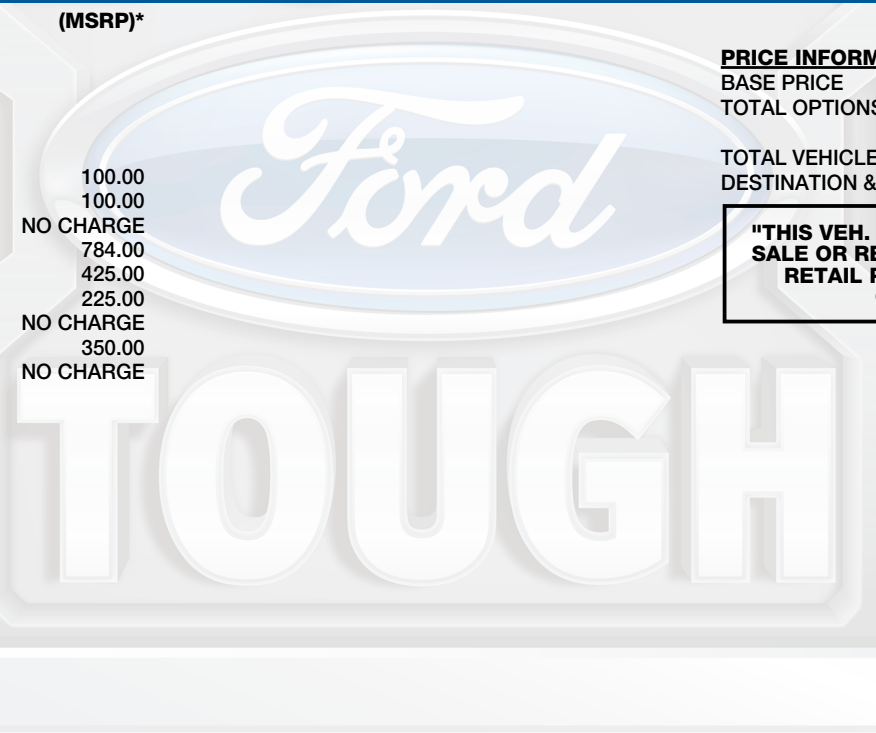 (MSRP)*
100.00
100.00
NO CHARGE
784.00
425.00
225.00
NO CHARGE
350.00
NO CHARGE
PRICE INFORM
BASE PRICE
TOTAL OPTIONS
TOTAL VEHICLE
DESTINATION &
"THIS VEH.
SALE OR RE
RETAIL
Ford
TOUGH